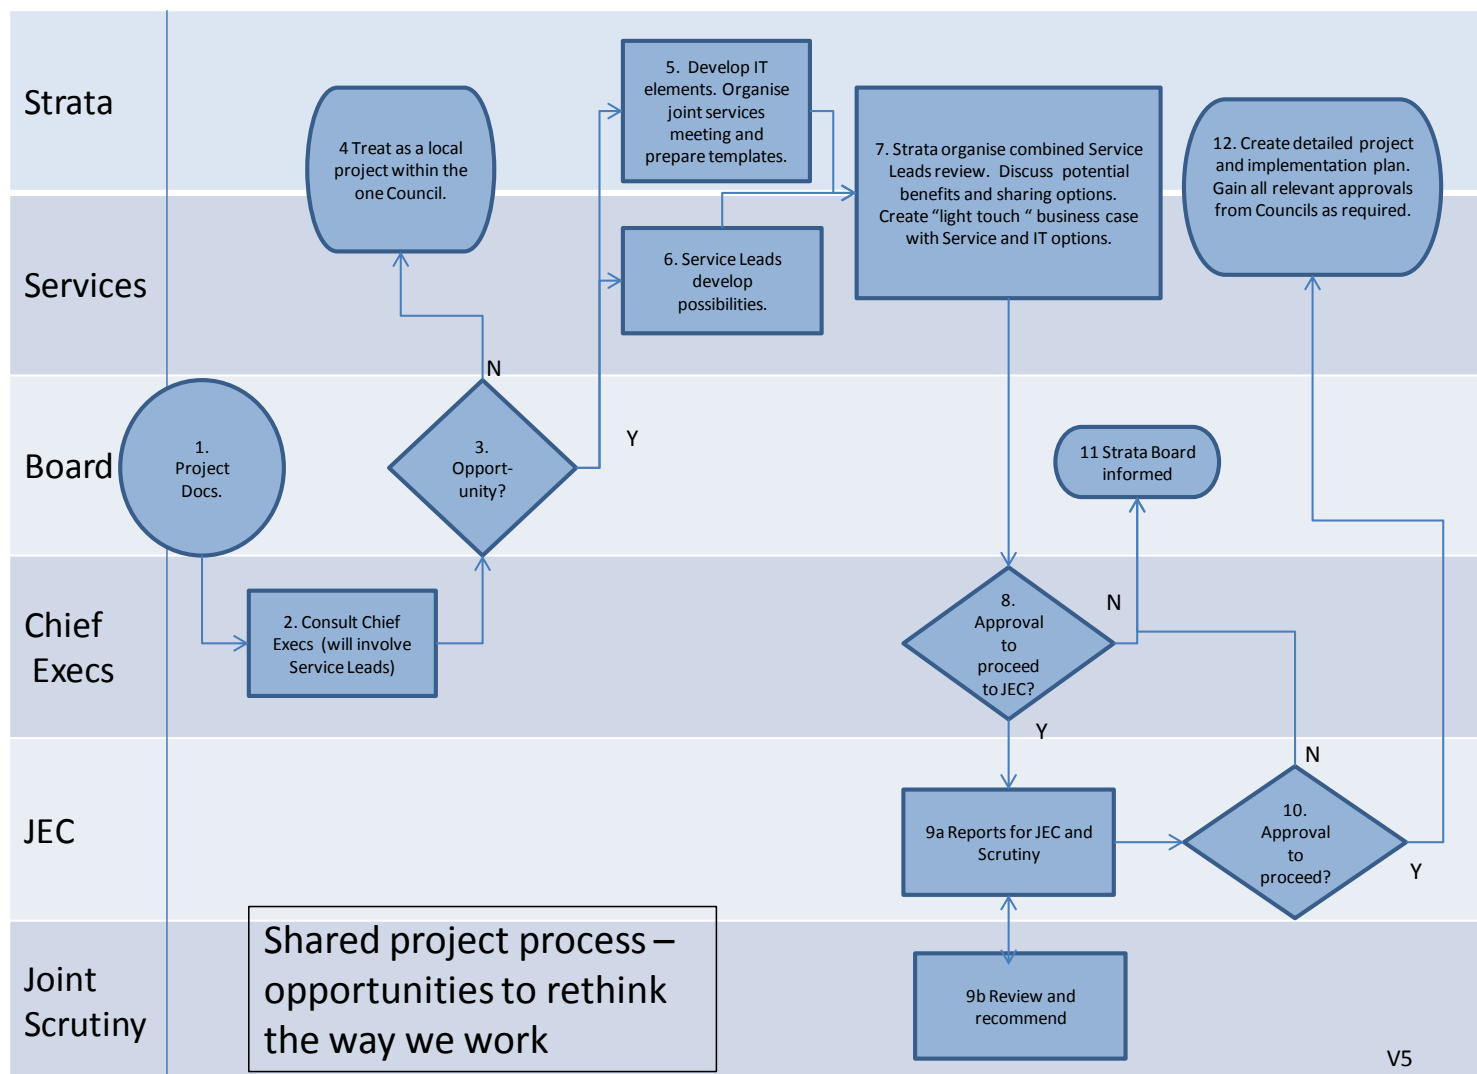 Strata
Services
Board
Chief
Execs
JEC
Joint
Scrutiny
1.
Project
Docs.
2. Consult Chief
Execs (will involve
Service Leads)
3.
Opport-
unity?
N
Y
4 Treat as a local
project within the
one Council.
5. Develop IT
elements. Organise
joint services
meeting and
prepare templates.
6. Service Leads
develop
possibilities.
7. Strata organise combined Service
Leads review. Discuss potential
benefits and sharing options.
Create “light touch “ business case
with Service and IT options.
8.
Approval
to
proceed
to JEC?
N
Y
9a Reports for JEC and
Scrutiny
9b Review and
recommend
10.
Approval
to
proceed?
N
Y
11 Strata Board
informed
12. Create detailed project
and implementation plan.
Gain all relevant approvals
from Councils as required.
Shared project process –
opportunities to rethink
the way we work
V5